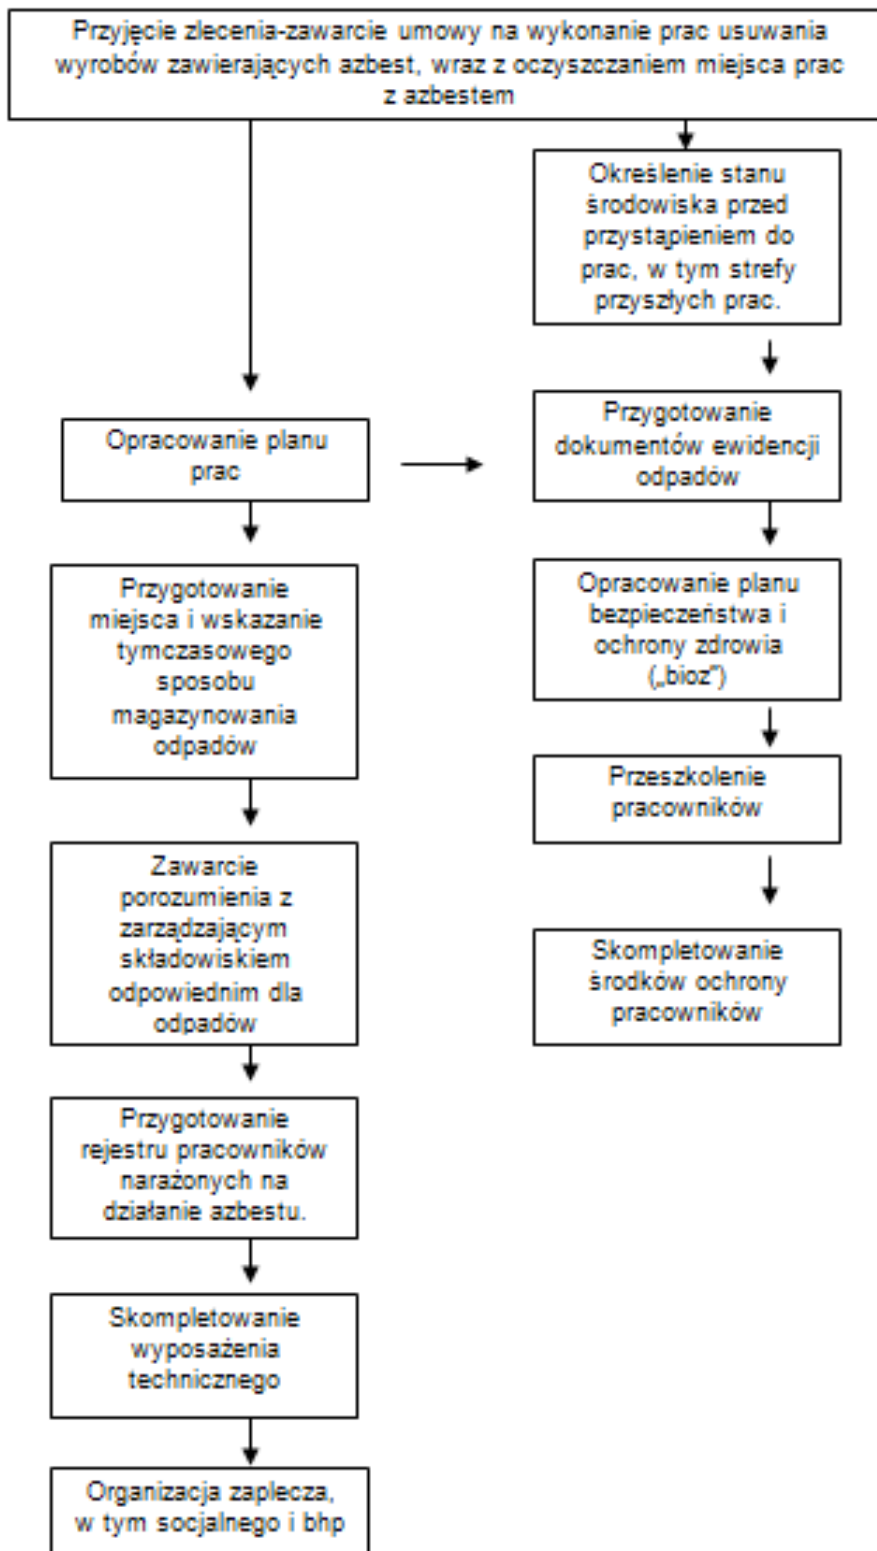 Przyjęcie zlecenia-zawarcie umowy na wykonanie prac usuwania
wyrobów zawierających azbest, wraz z oczyszczaniem miejsca prac
z azbestem
Określenie stanu
środowiska przed
przystąpieniem do
prac, w tym strefy
przyszłych prac.
Opracowanie planu
prac
Przygotowanie
dokumentów ewidencji
odpadów
Przygotowanie
miejsca i wskazanie
tymczasowego
sposobu
magazynowania
odpadów
Opracowanie planu
bezpieczeństwa i
ochrony zdrowia
(„bioz”)
Przeszkolenie
pracowników
Zawarcie
porozumienia z
zarządzającym
składowiskiem
odpowiednim dla
odpadów
Skompletowanie
środków ochrony
pracowników
Przygotowanie
rejestru pracowników
narażonych na
działanie azbestu.
Skompletowanie
wyposażenia
technicznego
Organizacja zaplecza,
w tym socjalnego i bhp